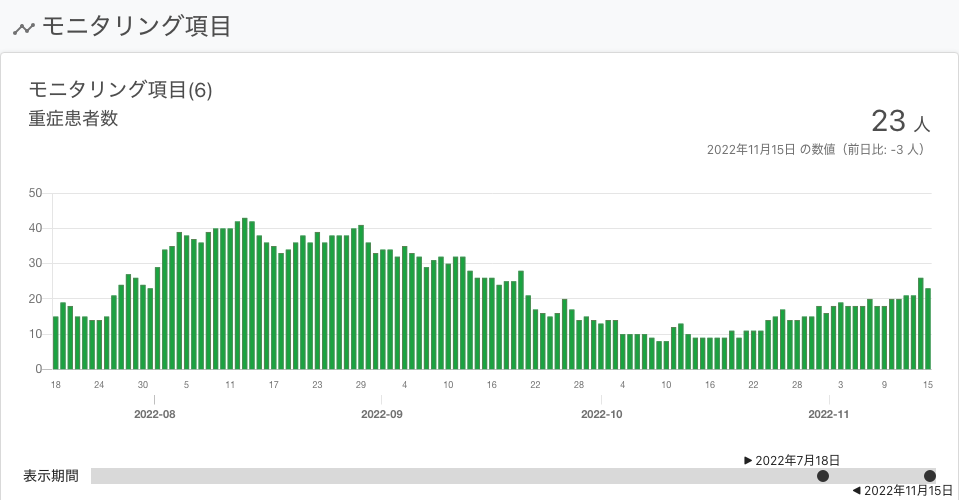 モニタリング項目
モニタリング項目(6)
重症患者数
23 人
2022年11月15日 の数値（前日比: -3 人）
50
40
30
20
10
0
18 24 30 5 11 17 23 29 4 10 16 22 28 4 10 16 22 28 3 9 15
2022-08 2022-09 2022-10 2022-11
▶ 2022年7月18日
表示期間
◀ 2022年11月15日